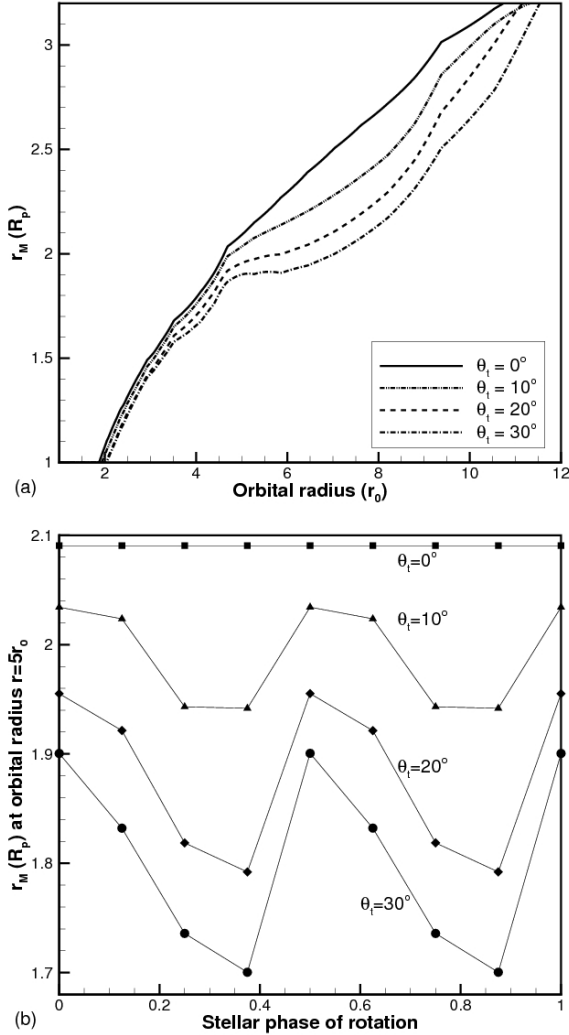 3
2.5
2
1.5
1
r_M (R_p)
θ_t = 0°
θ_t = 10°
θ_t = 20°
θ_t = 30°
2 4 6 8 10 12
(a)
Orbital radius (r_0)
2.1
2
1.9
1.8
1.7
r_M (R_p) at orbital radius r=5r_0
θ_t=0°
θ_t=10°
θ_t=20°
θ_t=30°
0 0.2 0.4 0.6 0.8 1
(b)
Stellar phase of rotation